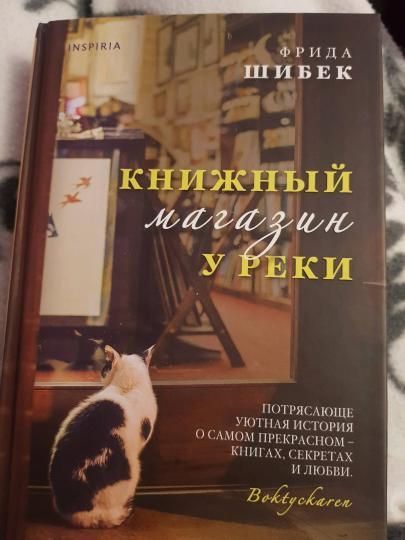 INSPIRIA
ФРИДА
ШИБЕК
КНИЖНЫЙ
магазин
У РЕКИ
ПОТРЯСАЮЩЕ
УЮТНАЯ ИСТОРИЯ
О САМОМ ПРЕКРАСНОМ –
КНИГАХ, СЕКРЕТАХ
И ЛЮБВИ.
Boktyckaren